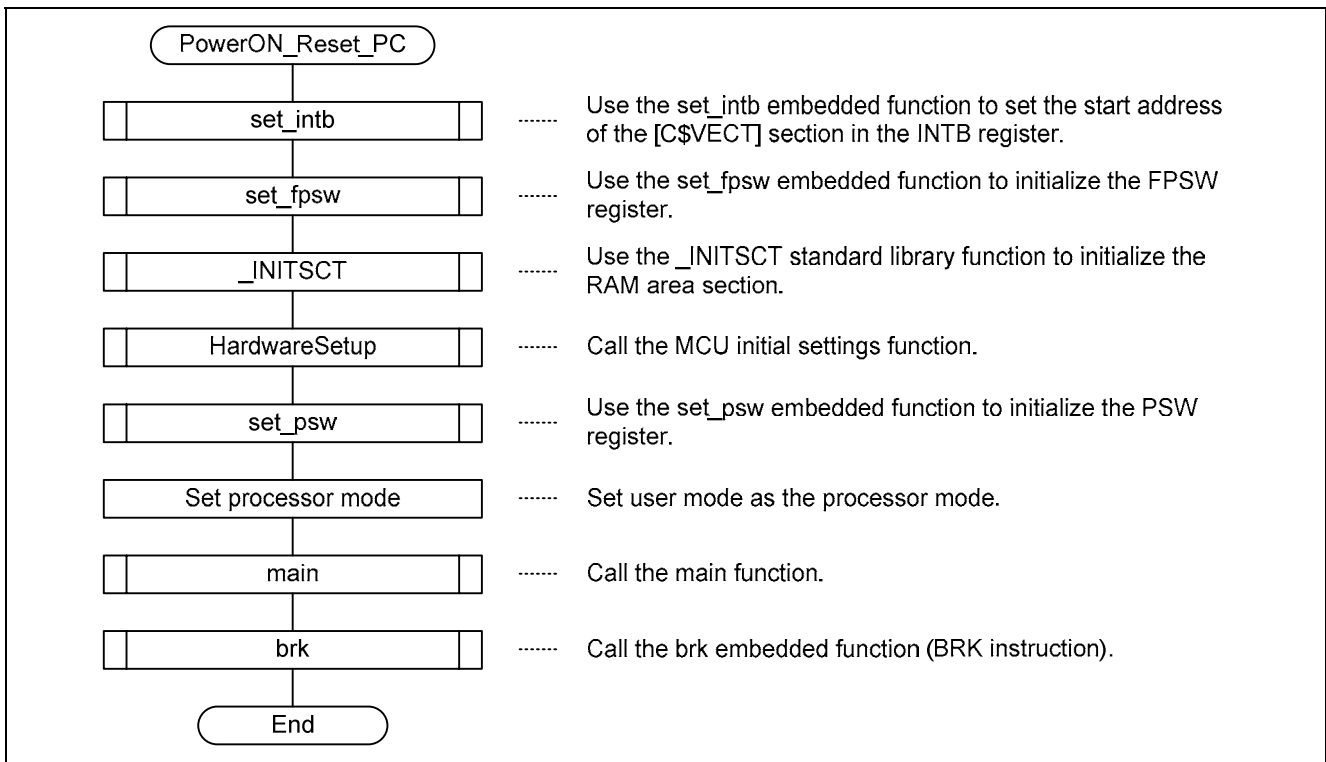 PowerON_Reset_PC
set_intb
Use the set_intb embedded function to set the start address
of the [C$VECT] section in the INTB register.
set_fpsw
Use the set_fpsw embedded function to initialize the FPSW
register.
_INITSCT
Use the _INITSCT standard library function to initialize the
RAM area section.
HardwareSetup
Call the MCU initial settings function.
set_psw
Use the set_psw embedded function to initialize the PSW
register.
Set processor mode
Set user mode as the processor mode.
main
Call the main function.
brk
Call the brk embedded function (BRK instruction).
End